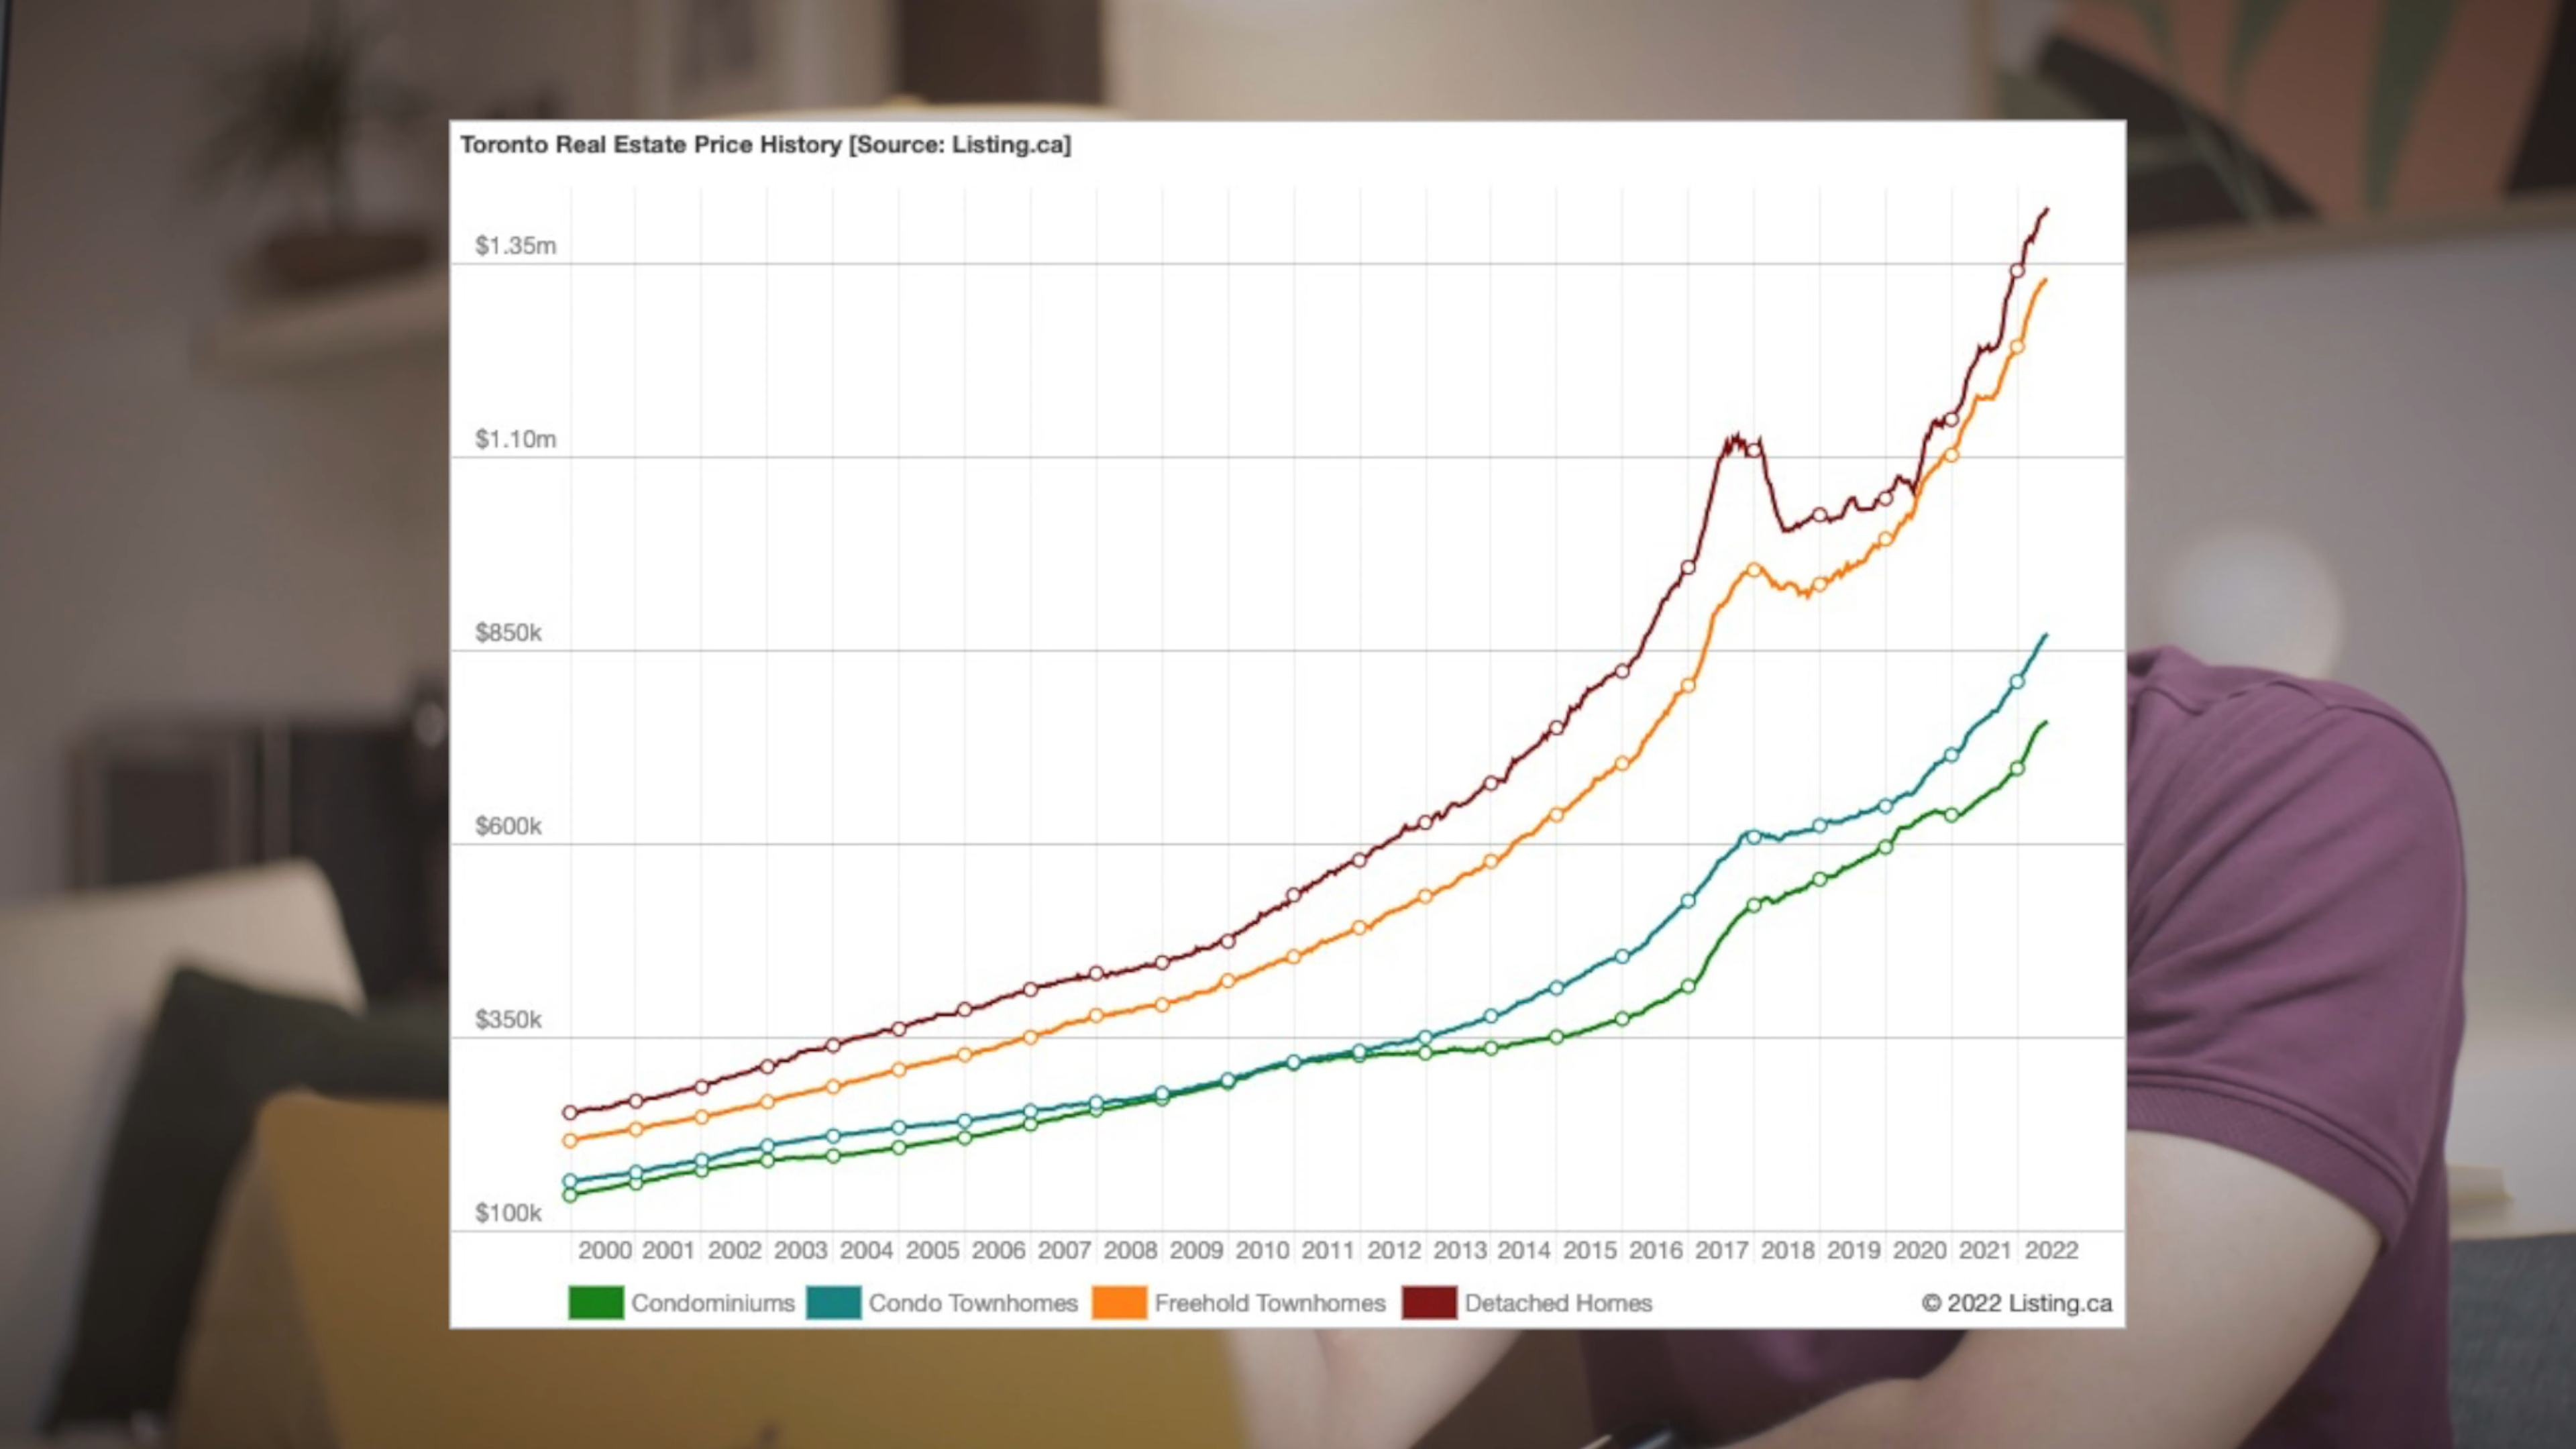 Toronto Real Estate Price History [Source: Listing.ca]
$1.35m
$1.10m
$850k
$600k
$350k
$100k
2000 2001 2002 2003 2004 2005 2006 2007 2008 2009 2010 2011 2012 2013 2014 2015 2016 2017 2018 2019 2020 2021 2022
Condominiums Condo Townhomes Freehold Townhomes Detached Homes © 2022 Listing.ca